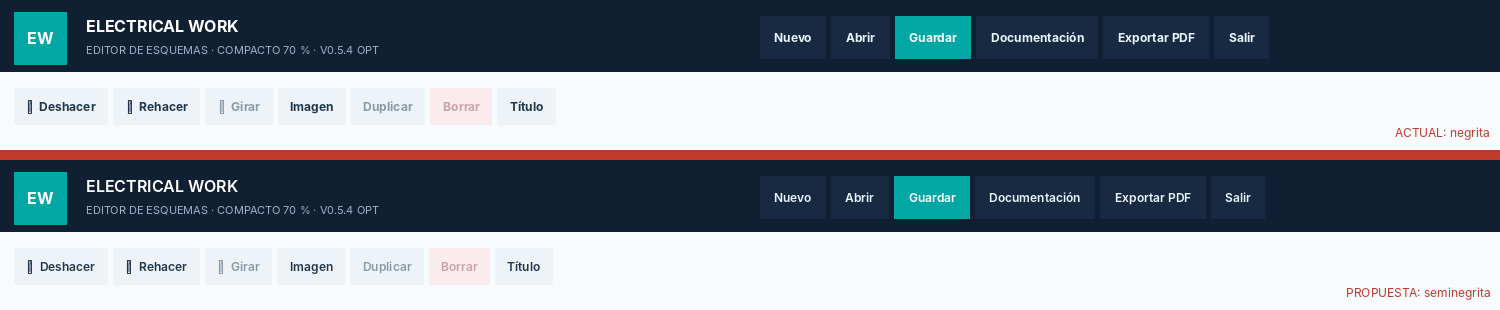 EW ELECTRICAL WORK Nuevo Abrir Guardar Documentación Exportar PDF Salir
EDITOR DE ESQUEMAS · COMPACTO 70 % · V0.5.4 OPT
Deshacer Rehacer Girar Imagen Duplicar Borrar Título
ACTUAL: negrita
EW ELECTRICAL WORK Nuevo Abrir Guardar Documentación Exportar PDF Salir
EDITOR DE ESQUEMAS · COMPACTO 70 % · V0.5.4 OPT
Deshacer Rehacer Girar Imagen Duplicar Borrar Título
PROPUESTA: seminegrita